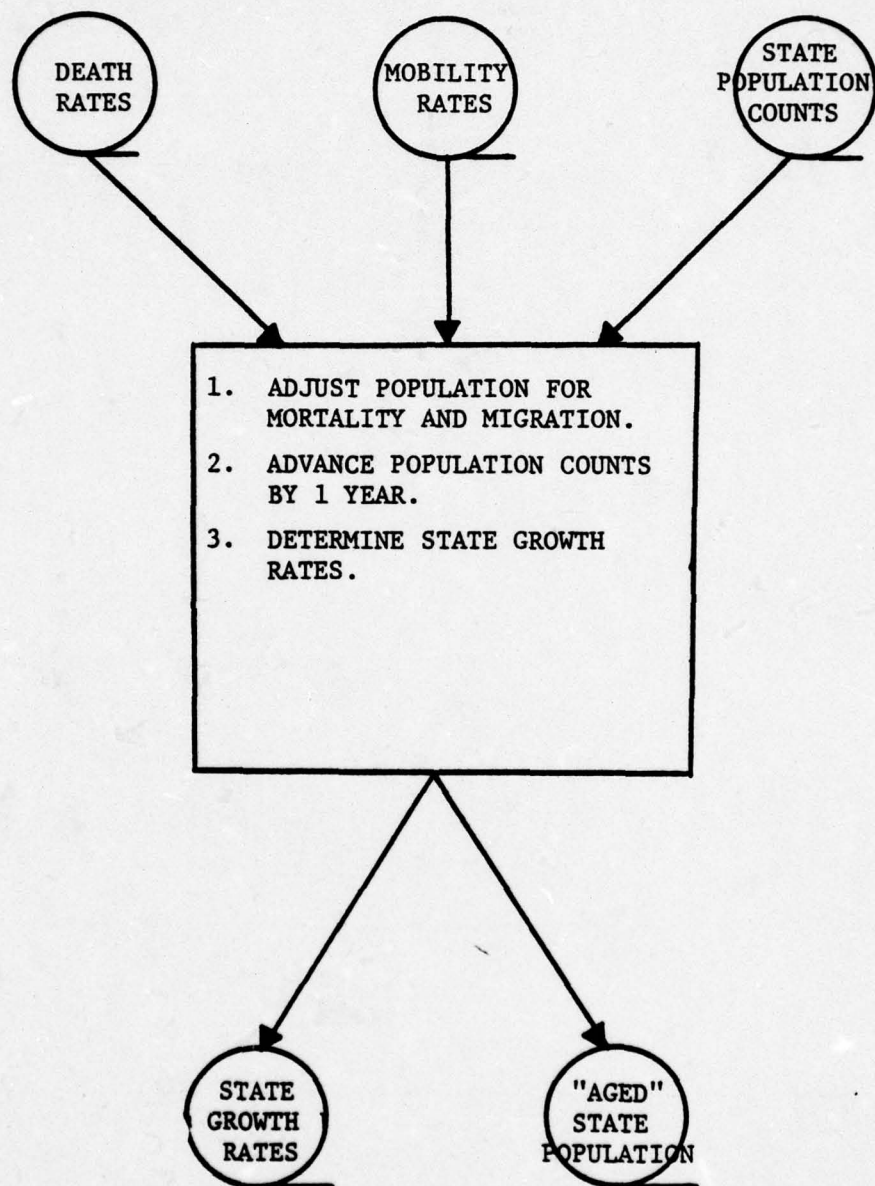 DEATH
RATES
MOBILITY
RATES
STATE
POPULATION
COUNTS
1. ADJUST POPULATION FOR
MORTALITY AND MIGRATION.
2. ADVANCE POPULATION COUNTS
BY 1 YEAR.
3. DETERMINE STATE GROWTH
RATES.
STATE
GROWTH
RATES
"AGED"
STATE
POPULATION